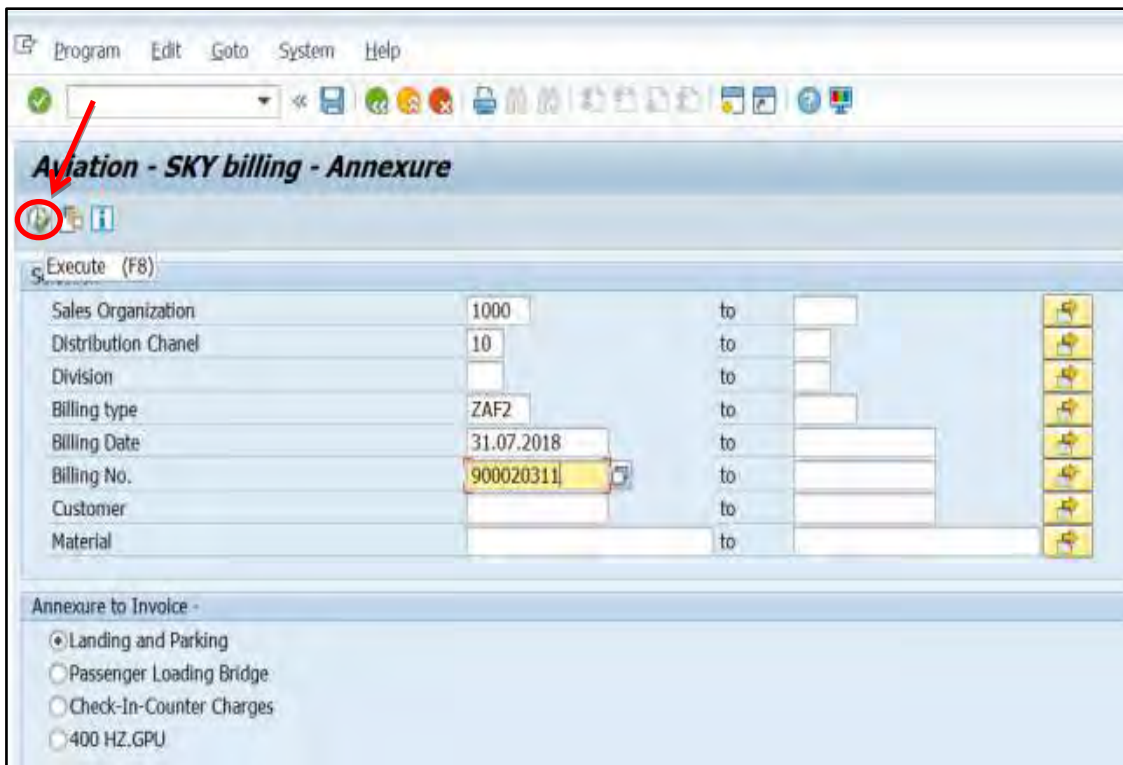 Program Edit Goto System Help
Aviation - SKY billing - Annexure
Execute (F8)
Sales Organization 1000 to
Distribution Chanel 10 to
Division to
Billing type ZAF2 to
Billing Date 31.07.2018 to
Billing No. 900020311 to
Customer to
Material to
Annexure to Invoice -
Landing and Parking
Passenger Loading Bridge
Check-In-Counter Charges
400 HZ.GPU